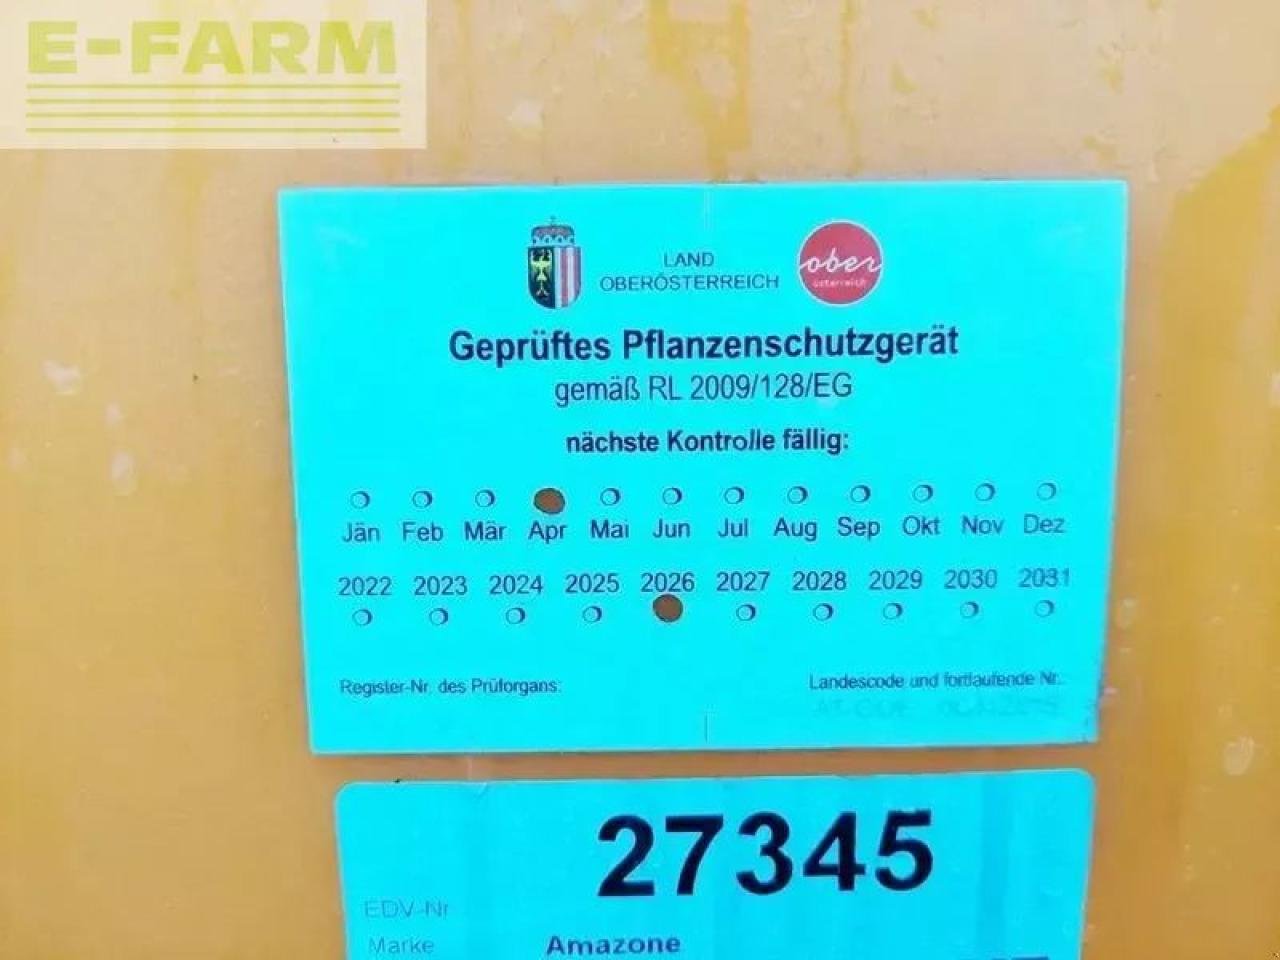 E-FARM
LAND
OBERÖSTERREICH
ober
österreich
Geprüftes Pflanzenschutzgerät
gemäß RL 2009/128/EG
nächste Kontrolle fällig:
Jän Feb Mär Apr Mai Jun Jul Aug Sep Okt Nov Dez
2022 2023 2024 2025 2026 2027 2028 2029 2030 2031
Register-Nr. des Prüforgans:
Landescode und fortlaufende Nr.:
27345
EDV-Nr
Marke Amazone